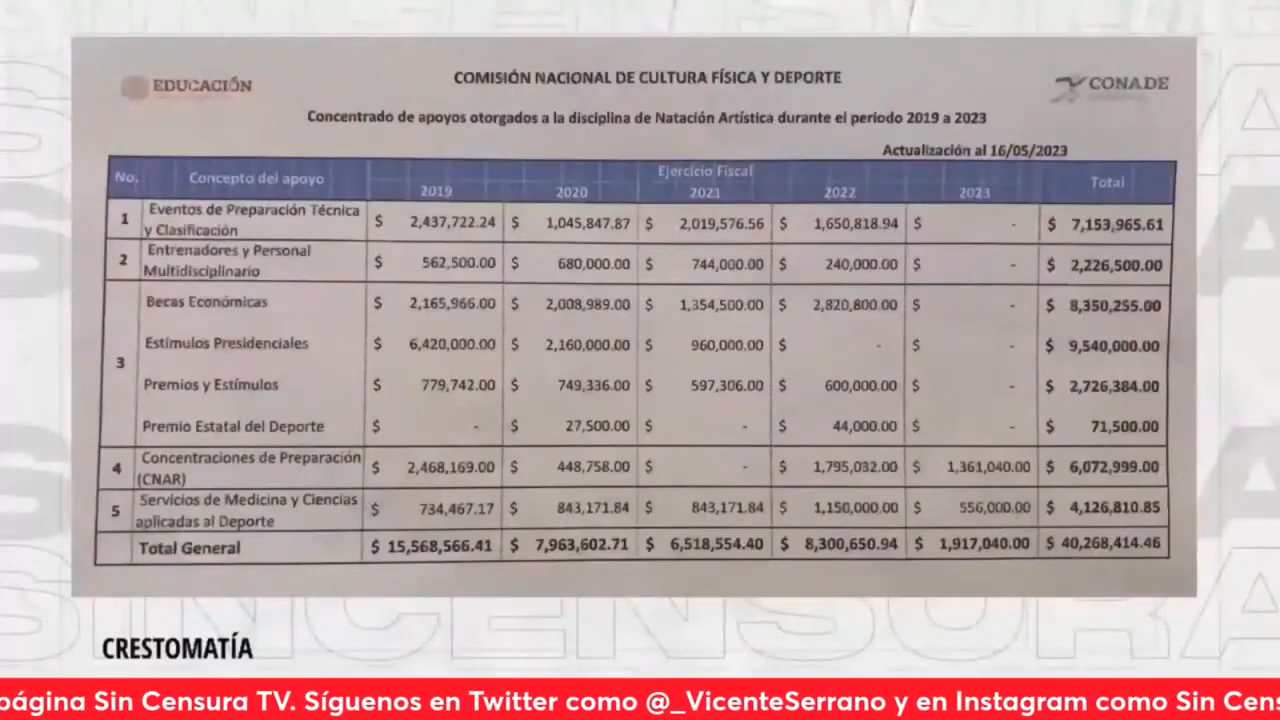 EDUCACIÓN
COMISIÓN NACIONAL DE CULTURA FÍSICA Y DEPORTE
CONADE
Concentrado de apoyos otorgados a la disciplina de Natación Artística durante el periodo 2019 a 2023
Actualización al 16/05/2023
No. Concepto del apoyo Ejercicio Fiscal Total
2019 2020 2021 2022 2023
1 Eventos de Preparación Técnica y Clasificación $ 2,437,722.24 $ 1,045,847.87 $ 2,019,576.56 $ 1,650,818.94 $ - $ 7,153,965.61
2 Entrenadores y Personal Multidisciplinario $ 562,500.00 $ 680,000.00 $ 744,000.00 $ 240,000.00 $ - $ 2,226,500.00
3 Becas Económicas $ 2,165,966.00 $ 2,008,989.00 $ 1,354,500.00 $ 2,820,800.00 $ - $ 8,350,255.00
Estímulos Presidenciales $ 6,420,000.00 $ 2,160,000.00 $ 960,000.00 $ - $ - $ 9,540,000.00
Premios y Estímulos $ 779,742.00 $ 749,336.00 $ 597,306.00 $ 600,000.00 $ - $ 2,726,384.00
Premio Estatal del Deporte $ - $ 27,500.00 $ - $ 44,000.00 $ - $ 71,500.00
4 Concentraciones de Preparación (CNAR) $ 2,468,169.00 $ 448,758.00 $ - $ 1,795,032.00 $ 1,361,040.00 $ 6,072,999.00
5 Servicios de Medicina y Ciencias aplicadas al Deporte $ 734,467.17 $ 843,171.84 $ 843,171.84 $ 1,150,000.00 $ 556,000.00 $ 4,126,810.85
Total General $ 15,568,566.41 $ 7,963,602.71 $ 6,518,554.40 $ 8,300,650.94 $ 1,917,040.00 $ 40,268,414.46
SINCENSURA
CRESTOMATÍA
página Sin Censura TV. Síguenos en Twitter como @_VicenteSerrano y en Instagram como Sin Cens